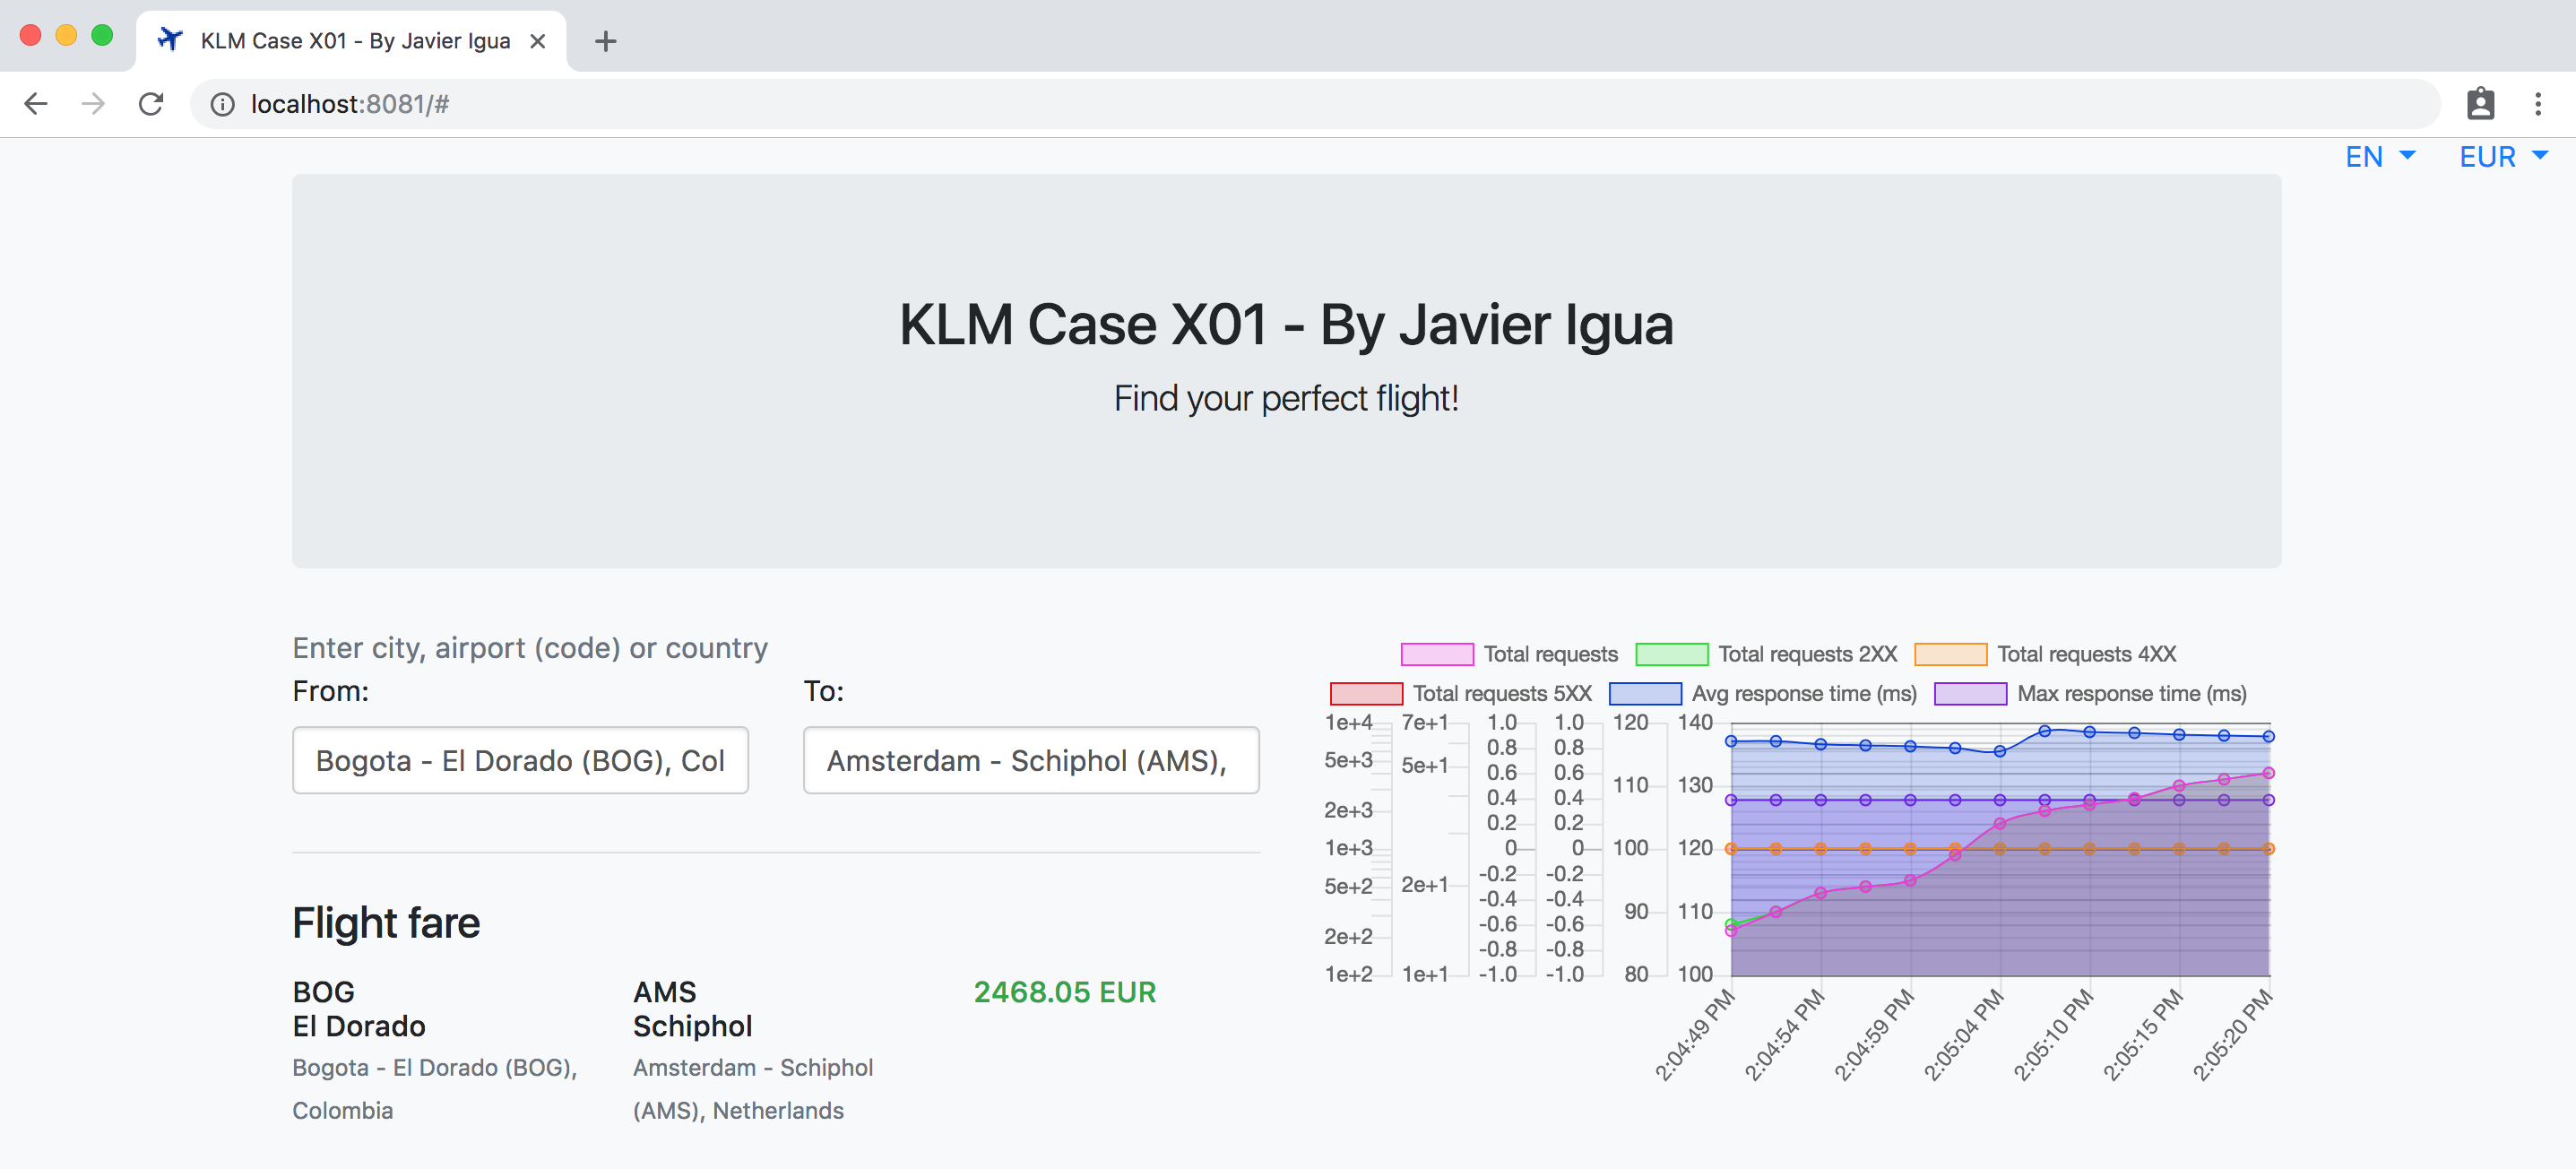 KLM Case X01 - By Javier Igua
localhost:8081/#
EN EUR
KLM Case X01 - By Javier Igua
Find your perfect flight!
Enter city, airport (code) or country
From: To:
Bogota - El Dorado (BOG), Col Amsterdam - Schiphol (AMS),
Flight fare
BOG AMS 2468.05 EUR
El Dorado Schiphol
Bogota - El Dorado (BOG), Amsterdam - Schiphol
Colombia (AMS), Netherlands
Total requests Total requests 2XX Total requests 4XX
Total requests 5XX Avg response time (ms) Max response time (ms)
1e+4 7e+1 1.0 1.0 120 140
0.8 0.8
5e+3 5e+1 0.6 0.6
110 130
0.4 0.4
2e+3
0.2 0.2
1e+3 0 0 100 120
-0.2 -0.2
5e+2 2e+1 -0.4 -0.4
90 110
-0.6 -0.6
2e+2
-0.8 -0.8
1e+2 1e+1 -1.0 -1.0 80 100
2:04:49 PM 2:04:54 PM 2:04:59 PM 2:05:04 PM 2:05:10 PM 2:05:15 PM 2:05:20 PM